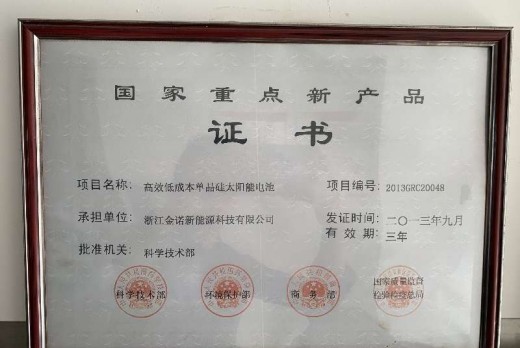 国家重点新产品
证书
项目名称： 高效低成本单晶硅太阳能电池
项目编号： 2013GRC20048
承担单位： 浙江金诺新能源科技有限公司
发证时间： 二〇一三年九月
有效期： 三年
批准机关： 科学技术部
科学技术部
环境保护部
商务部
国家质量监督
检验检疫总局